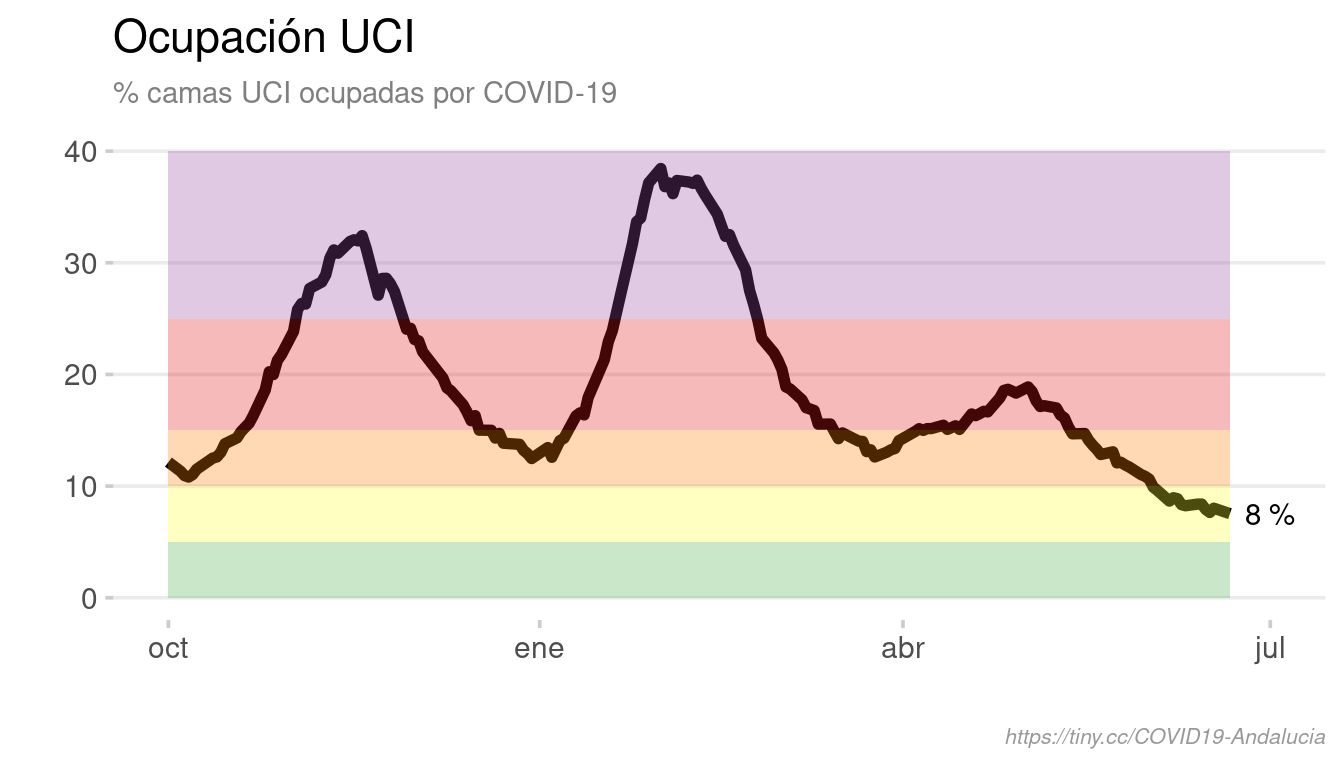 Ocupación UCI
% camas UCI ocupadas por COVID-19
40
30
20
10
0
8 %
oct ene abr jul
https://tiny.cc/COVID19-Andalucia